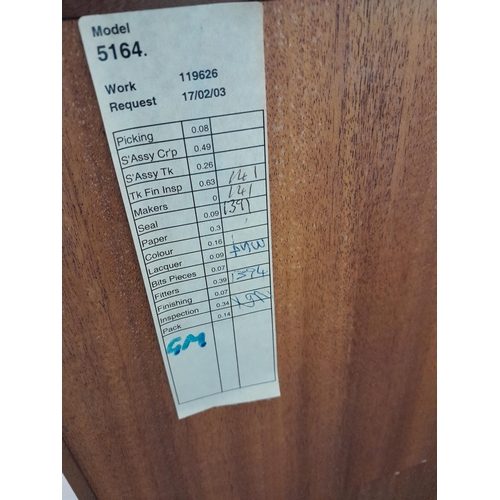 Model
5164.
Work 119626
Request 17/02/03
Picking 0.08
S'Assy Cr'p 0.49
S'Assy Tk 0.26
Tk Fin Insp 0.63 141
Makers 0 141
Seal 0.09 1391
Paper 0.3
Colour 0.16
Lacquer 0.09
Bits Pieces 0.07
Fitters 0.39 1374
Finishing 0.07
Inspection 0.34
Pack 0.14
GM